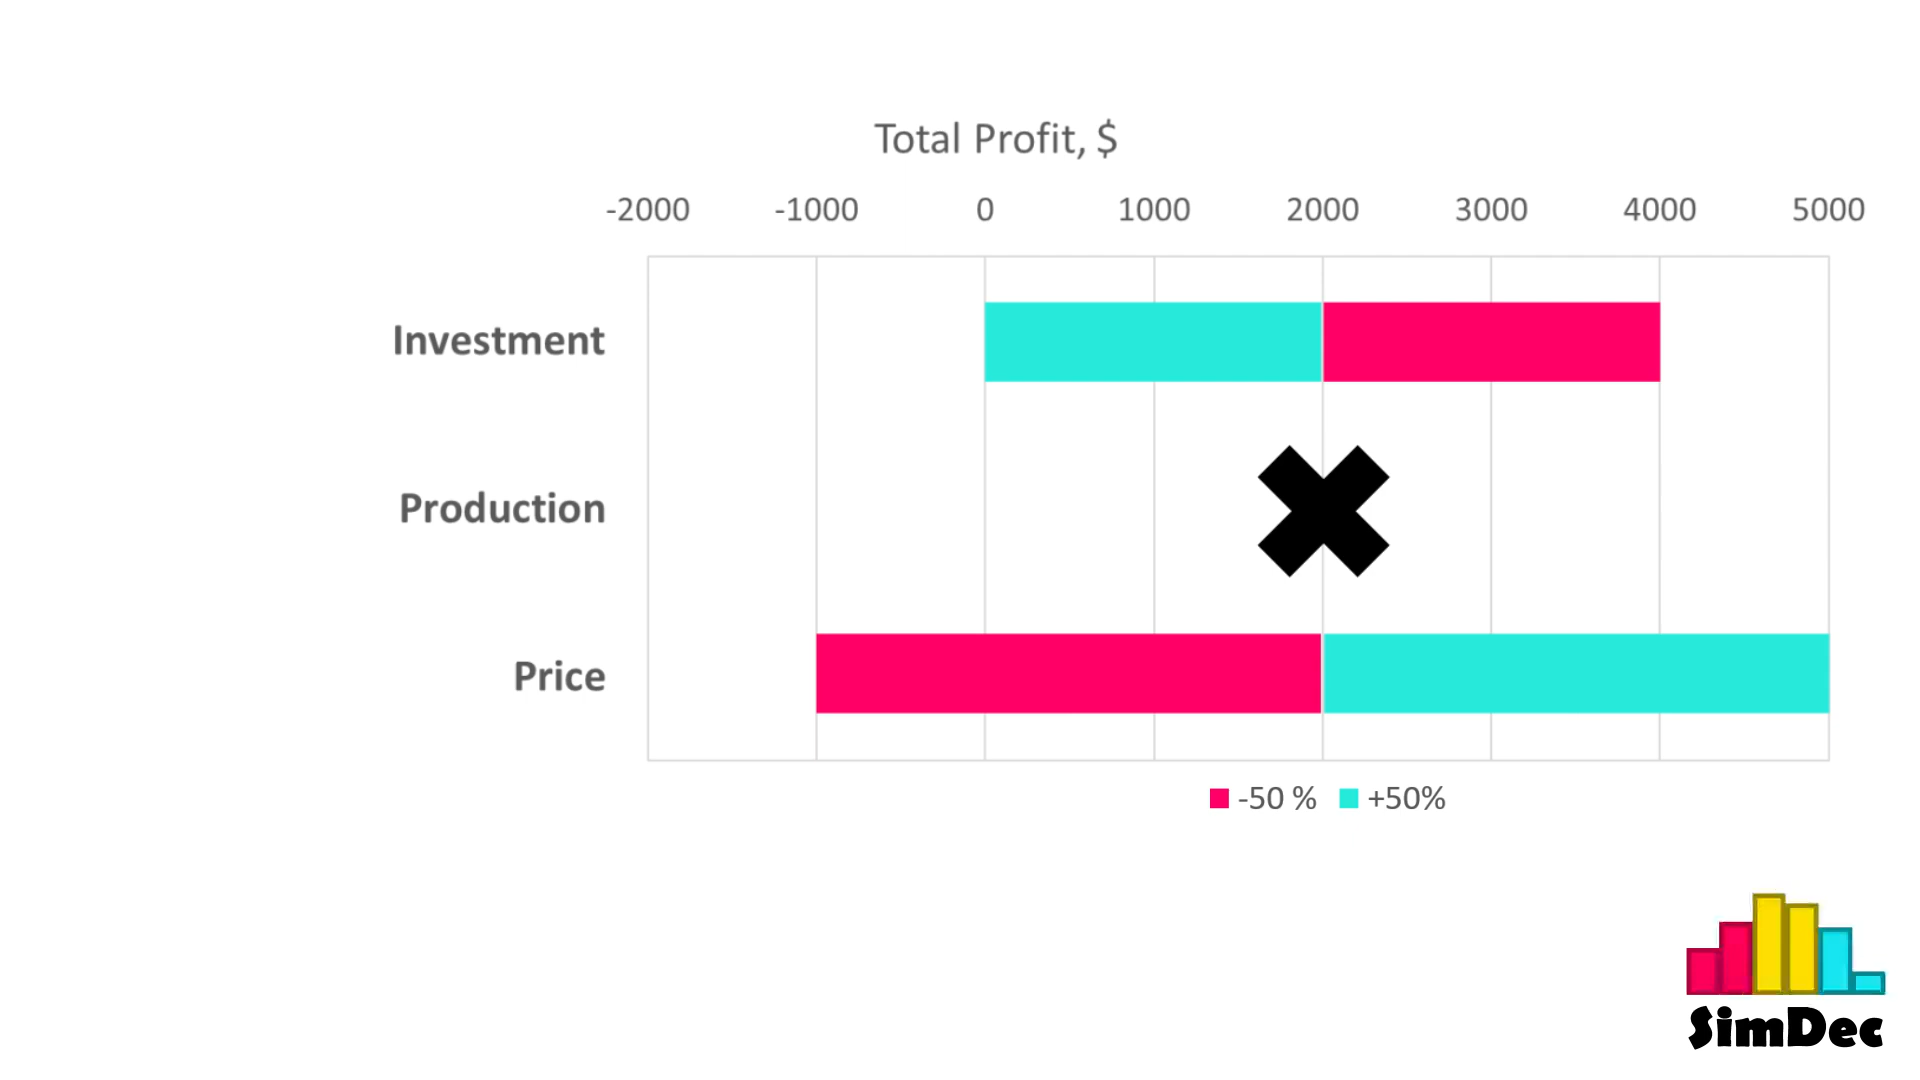 Total Profit, $
-2000 -1000 0 1000 2000 3000 4000 5000
Investment
Production
Price
-50 % +50%
SimDec